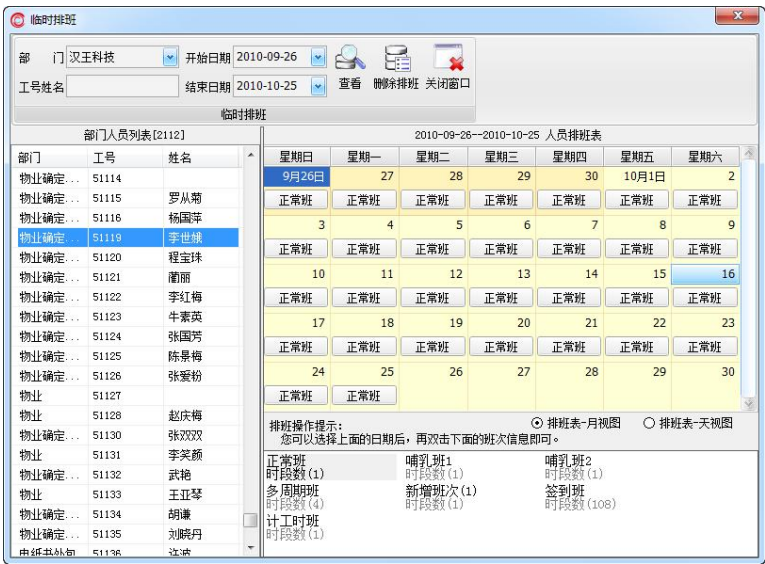 临时排班
部 门 汉王科技 开始日期 2010-09-26
工号姓名 结束日期 2010-10-25
查看 删除排班 关闭窗口
临时排班
部门人员列表[2112]
部门 工号 姓名
物业确定... 51114
物业确定... 51115 罗从菊
物业确定... 51116 杨国萍
物业确定... 51119 李世娥
物业确定... 51120 程宝珠
物业确定... 51121 蔺丽
物业确定... 51122 李红梅
物业确定... 51123 牛素英
物业确定... 51124 张国芳
物业确定... 51125 陈景梅
物业确定... 51126 张爱粉
物业 51127
物业 51128 赵庆梅
物业确定... 51130 张双双
物业 51131 李笑颜
物业确定... 51132 武艳
物业 51133 王亚琴
物业确定... 51134 胡谦
物业确定... 51135 刘晓丹
电纸书外包 51136 许波
2010-09-26--2010-10-25 人员排班表
星期日 星期一 星期二 星期三 星期四 星期五 星期六
9月26日 27 28 29 30 10月1日 2
正常班 正常班 正常班 正常班 正常班 正常班 正常班
3 4 5 6 7 8 9
正常班 正常班 正常班 正常班 正常班 正常班 正常班
10 11 12 13 14 15 16
正常班 正常班 正常班 正常班 正常班 正常班 正常班
17 18 19 20 21 22 23
正常班 正常班 正常班 正常班 正常班 正常班 正常班
24 25 26 27 28 29 30
正常班 正常班
排班操作提示: 排班表-月视图 排班表-天视图
您可以选择上面的日期后，再双击下面的班次信息即可。
正常班 哺乳班1 哺乳班2
时段数(1) 时段数(1) 时段数(1)
多周期班 新增班次(1) 签到班
时段数(4) 时段数(1) 时段数(108)
计工时班
时段数(1)